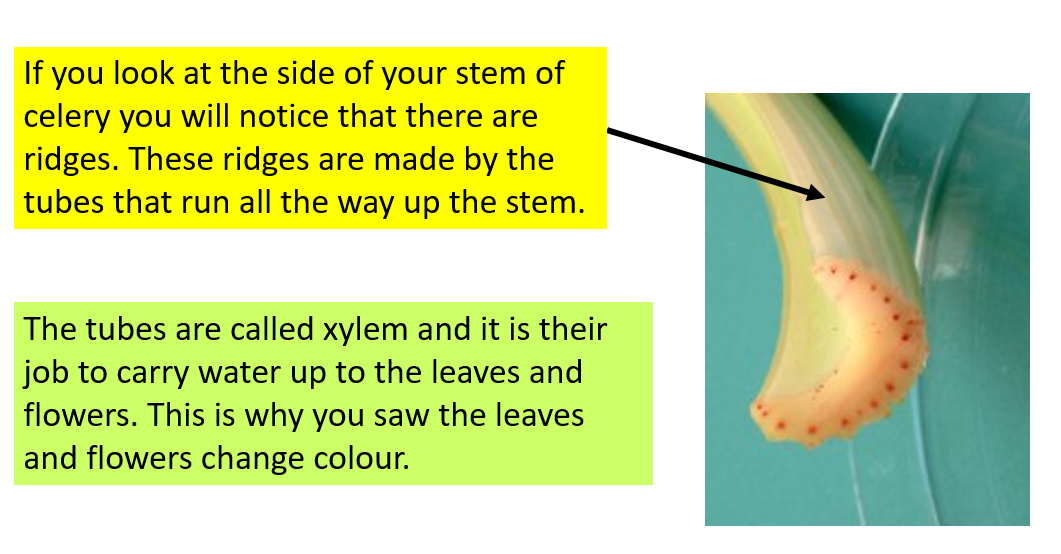 If you look at the side of your stem of
celery you will notice that there are
ridges. These ridges are made by the
tubes that run all the way up the stem.
The tubes are called xylem and it is their
job to carry water up to the leaves and
flowers. This is why you saw the leaves
and flowers change colour.